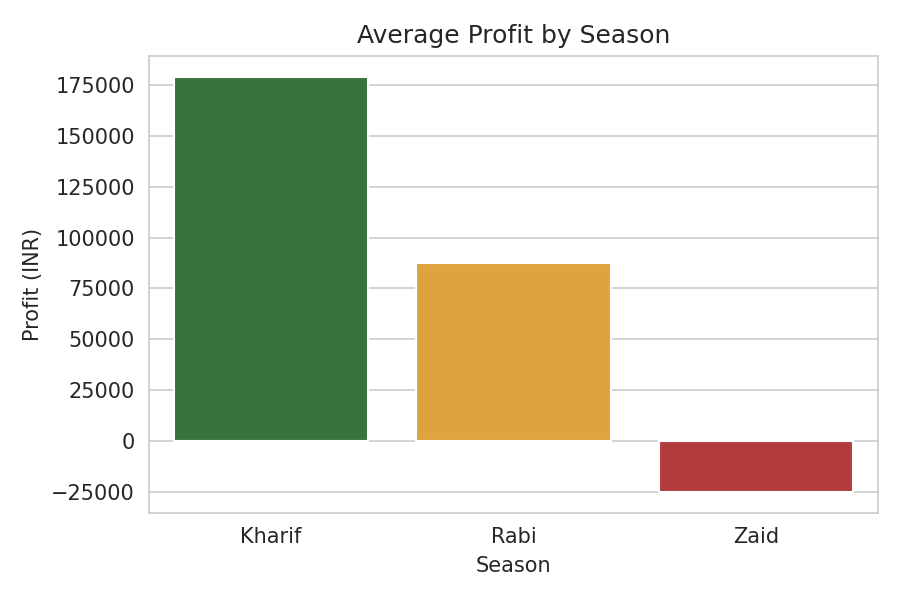 Average Profit by Season
Profit (INR)
175000
150000
125000
100000
75000
50000
25000
0
−25000
Kharif
Rabi
Zaid
Season